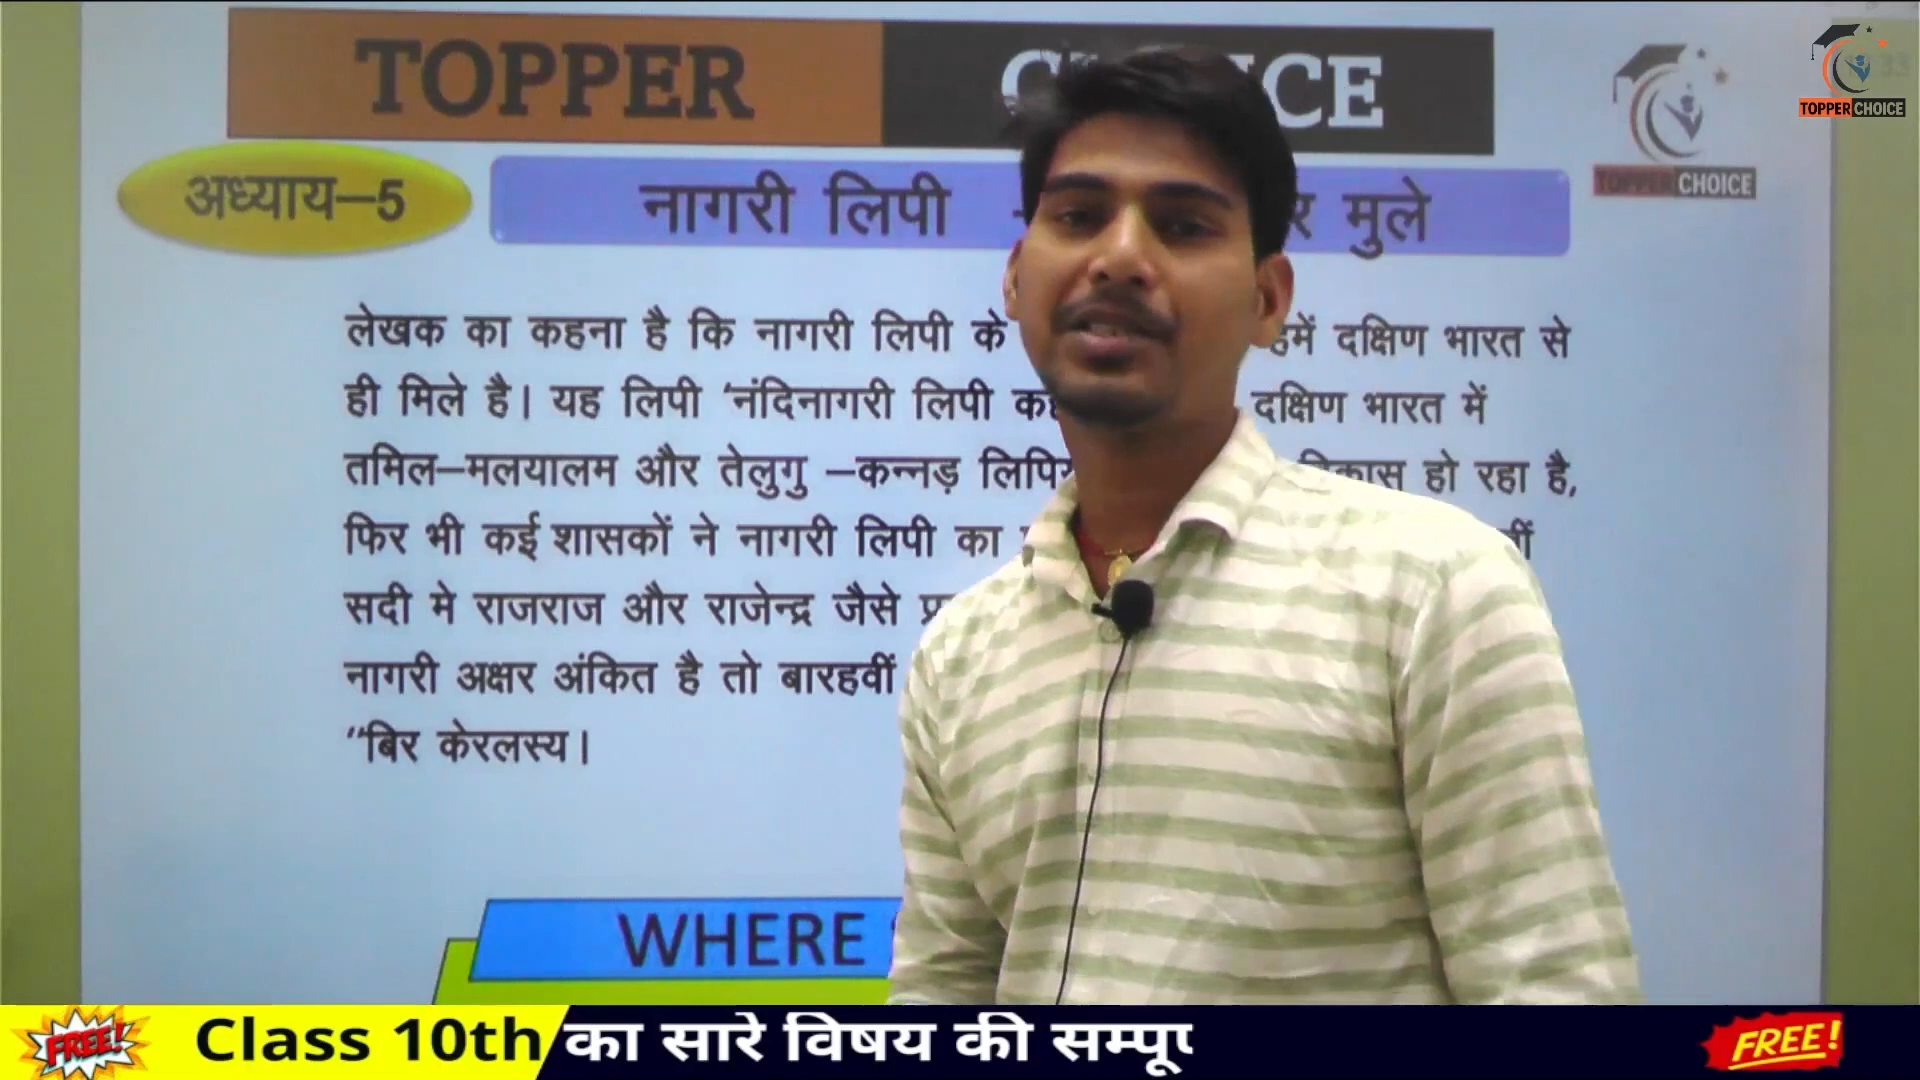 TOPPER
TOPPER CHOICE
TOPPER CHOICE
अध्याय–5
नागरी लिपी मुले
लेखक का कहना है कि नागरी लिपी के हमें दक्षिण भारत से
ही मिले है। यह लिपी ‘नंदिनागरी लिपी दक्षिण भारत में
तमिल–मलयालम और तेलुगु –कन्नड़ हो रहा है,
फिर भी कई शासकों ने नागरी लिपी का
सदी मे राजराज और राजेन्द्र जैसे
नागरी अक्षर अंकित है तो बारहवीं
“बिर केरलस्य।
WHERE
FREE! Class 10th का सारे विषय की FREE!